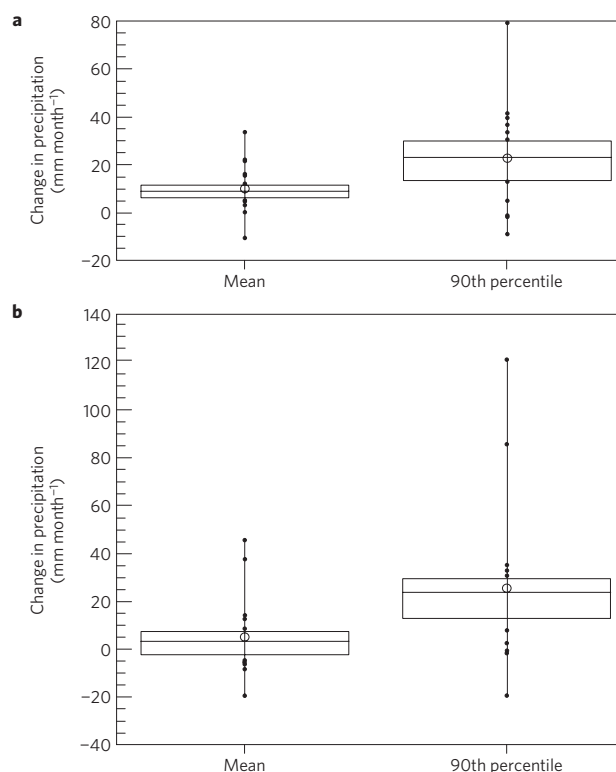 a
Change in precipitation
(mm month⁻¹)
80
60
40
20
0
−20
Mean
90th percentile
b
Change in precipitation
(mm month⁻¹)
140
120
100
80
60
40
20
0
−20
−40
Mean
90th percentile